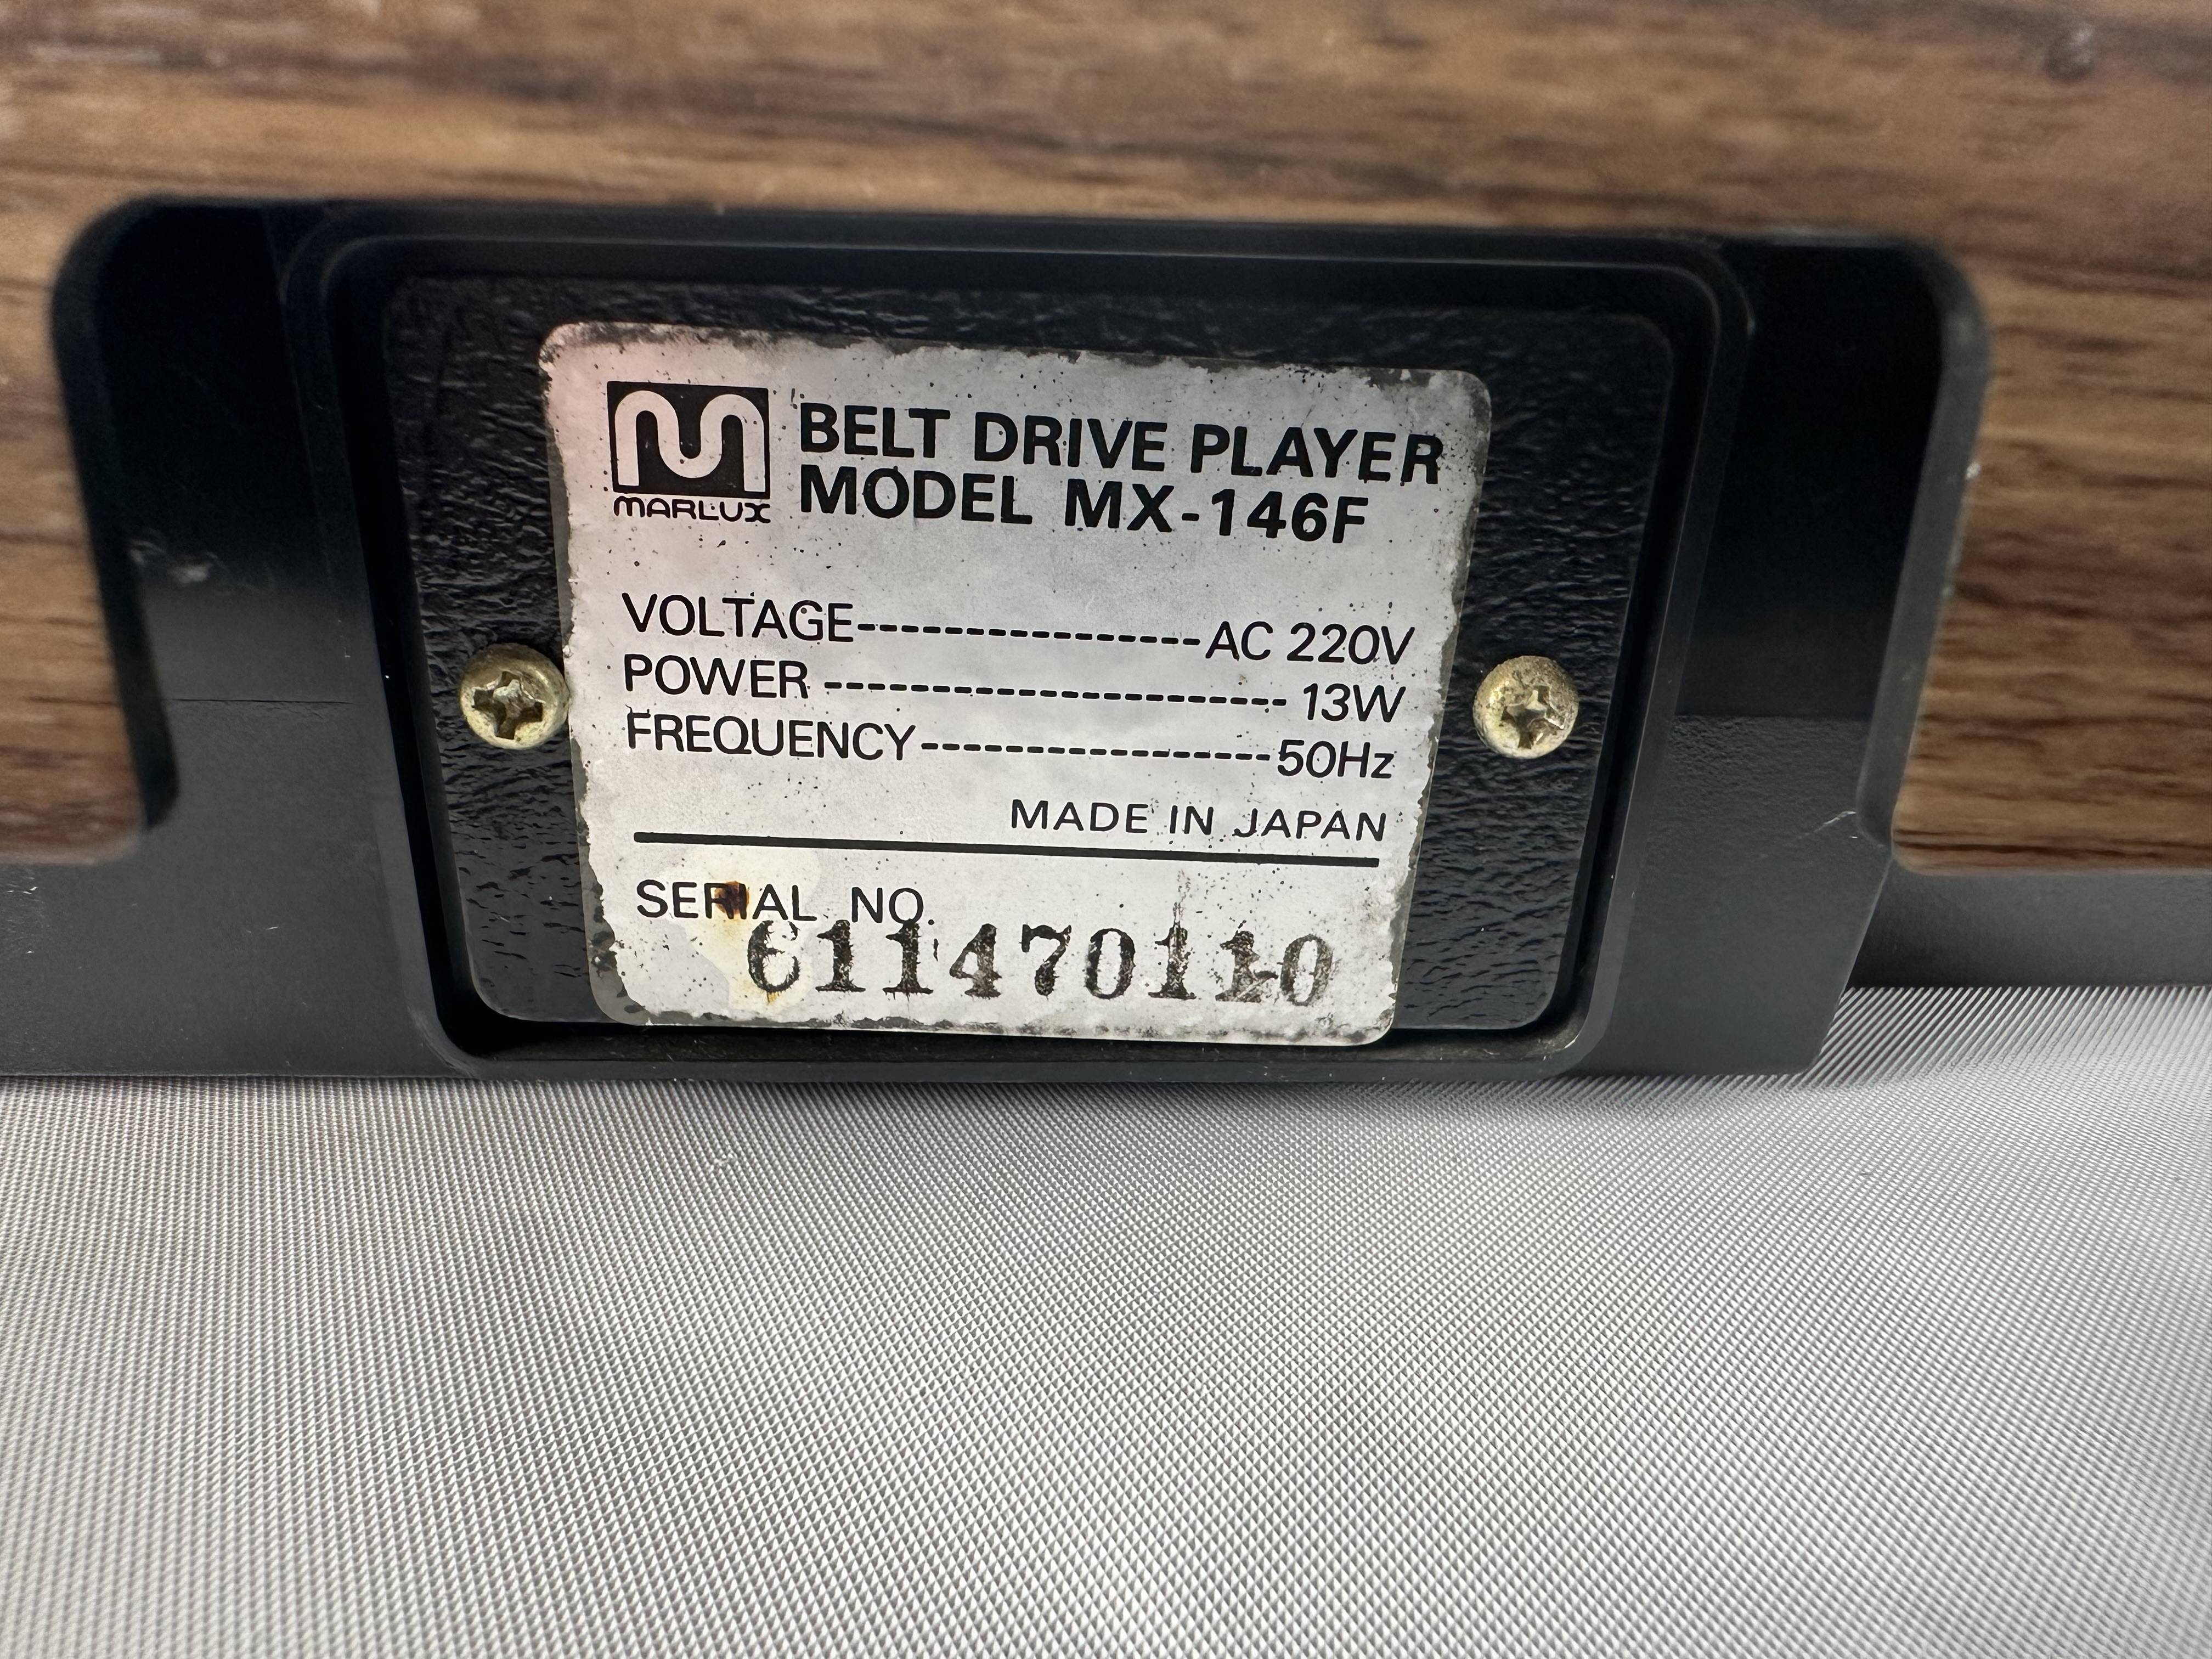 MARLUX
BELT DRIVE PLAYER
MODEL MX-146F
VOLTAGE----------------AC 220V
POWER ---------------------- 13W
FREQUENCY-----------------50Hz
MADE IN JAPAN
SERIAL NO.
611470110